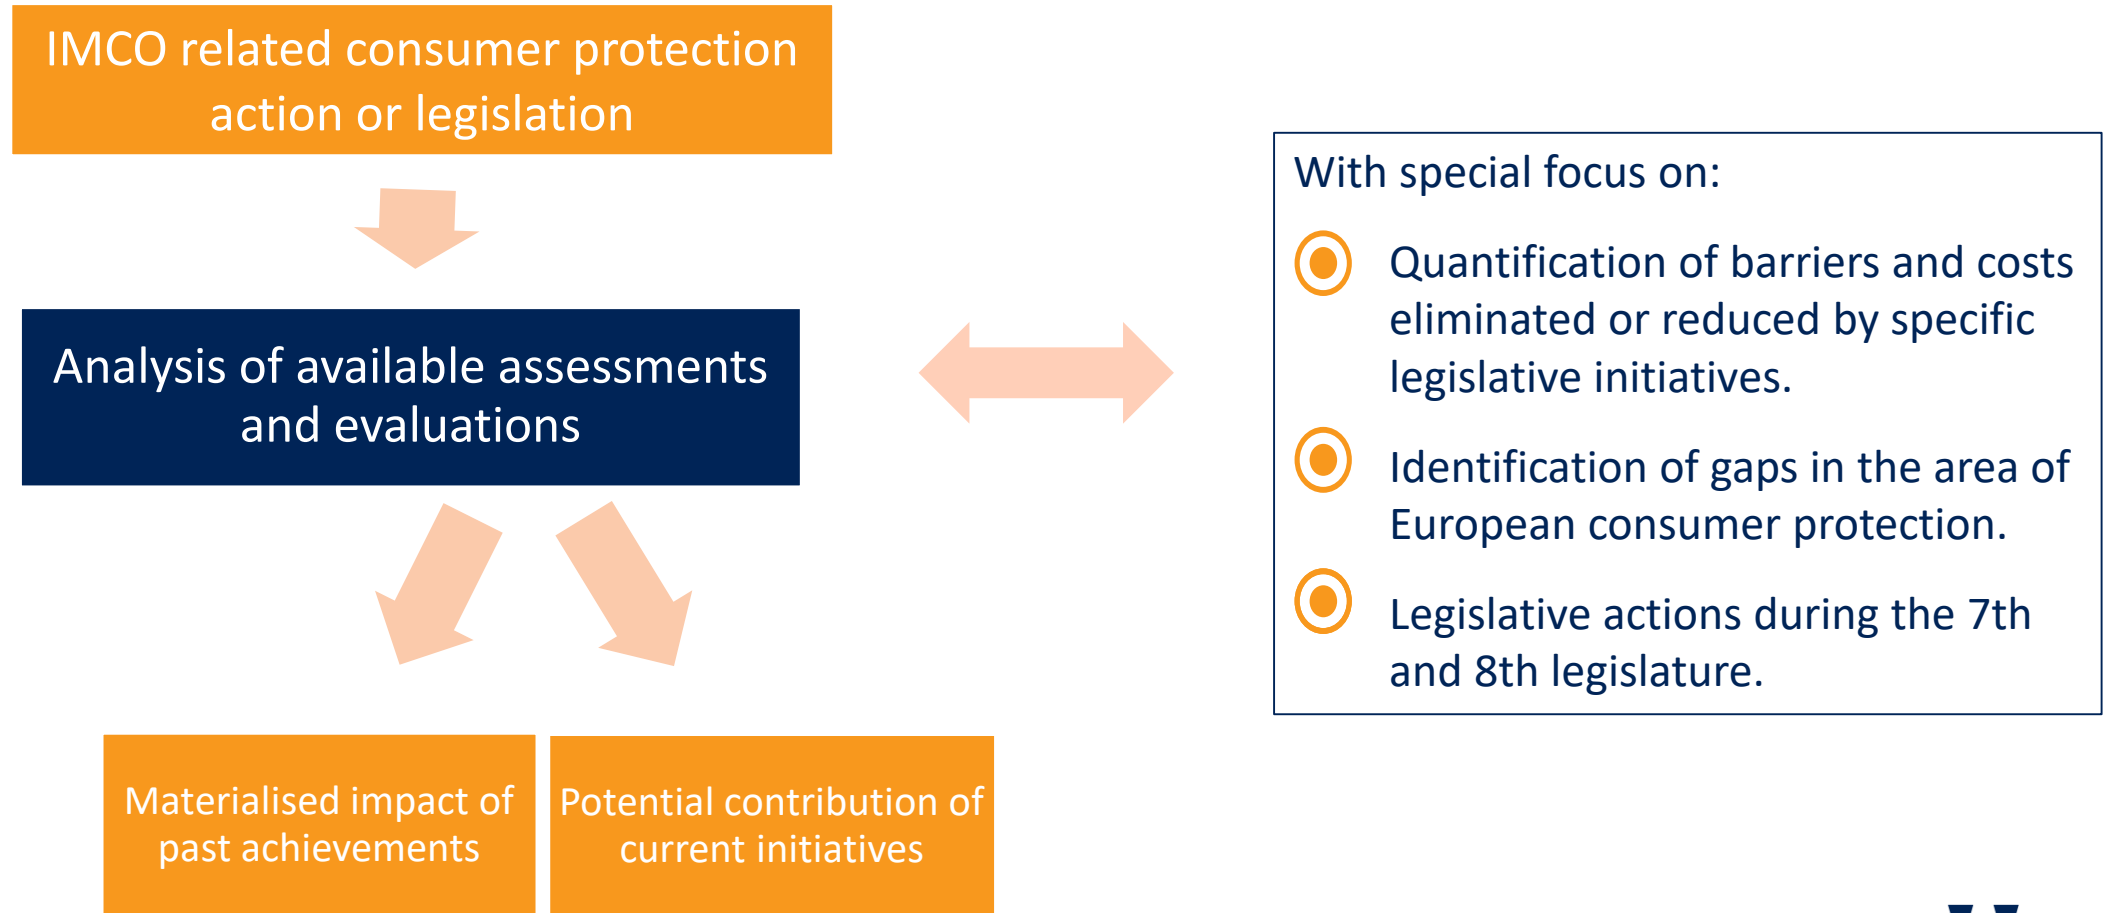 IMCO related consumer protection
action or legislation
Analysis of available assessments
and evaluations
Materialised impact of
past achievements
Potential contribution of
current initiatives
With special focus on:
Quantification of barriers and costs
eliminated or reduced by specific
legislative initiatives.
Identification of gaps in the area of
European consumer protection.
Legislative actions during the 7th
and 8th legislature.